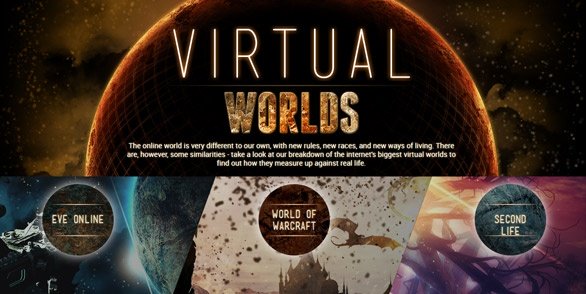 VIRTUAL
WORLDS
The online world is very different to our own, with new rules, new races, and new ways of living. There
are, however, some similarities - take a look at our breakdown of the internet's biggest virtual worlds to
find out how they measure up against real life.
EVE ONLINE
WORLD OF
WARCRAFT
SECOND
LIFE